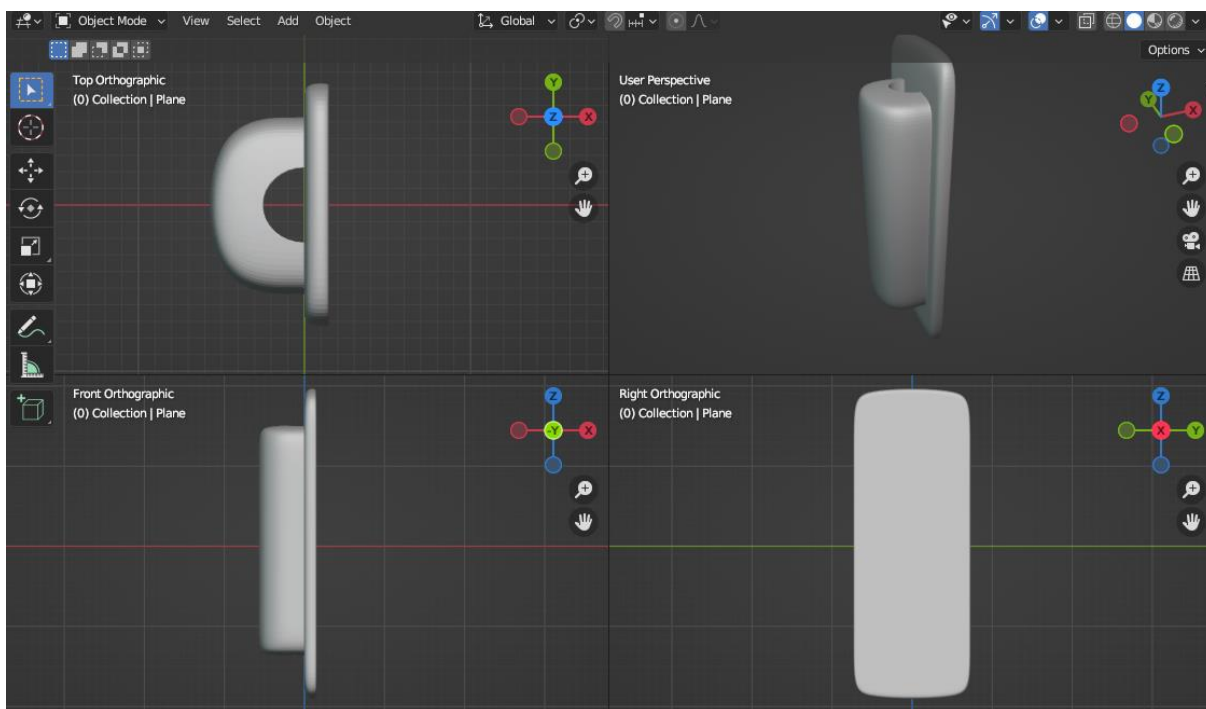 Object Mode View Select Add Object Global
Options
Top Orthographic
(0) Collection | Plane
Y
Z
X
User Perspective
(0) Collection | Plane
Z
Y
X
Front Orthographic
(0) Collection | Plane
Z
-Y
X
Right Orthographic
(0) Collection | Plane
Z
X
Y